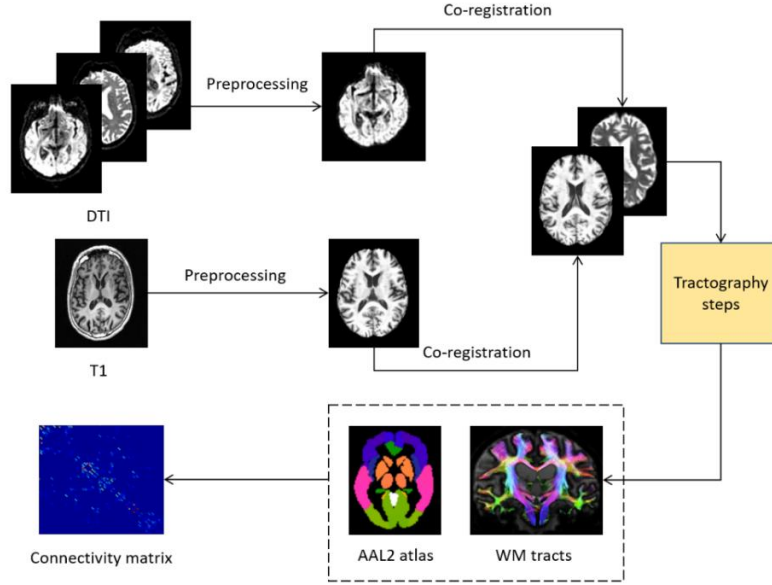 Co-registration
Preprocessing
DTI
Preprocessing
Tractography
steps
Co-registration
T1
Connectivity matrix
AAL2 atlas
WM tracts